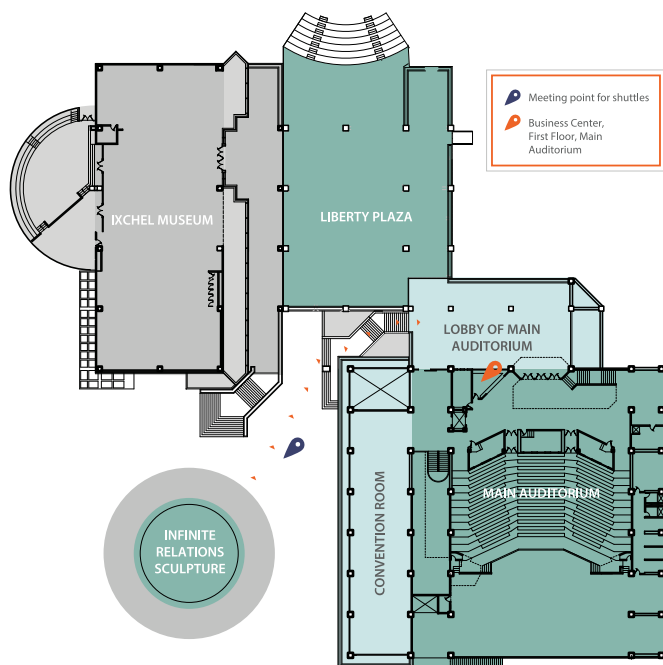 Meeting point for shuttles
Business Center,
First Floor, Main
Auditorium
IXCHEL MUSEUM
LIBERTY PLAZA
LOBBY OF MAIN
AUDITORIUM
MAIN AUDITORIUM
CONVENTION ROOM
INFINITE
RELATIONS
SCULPTURE